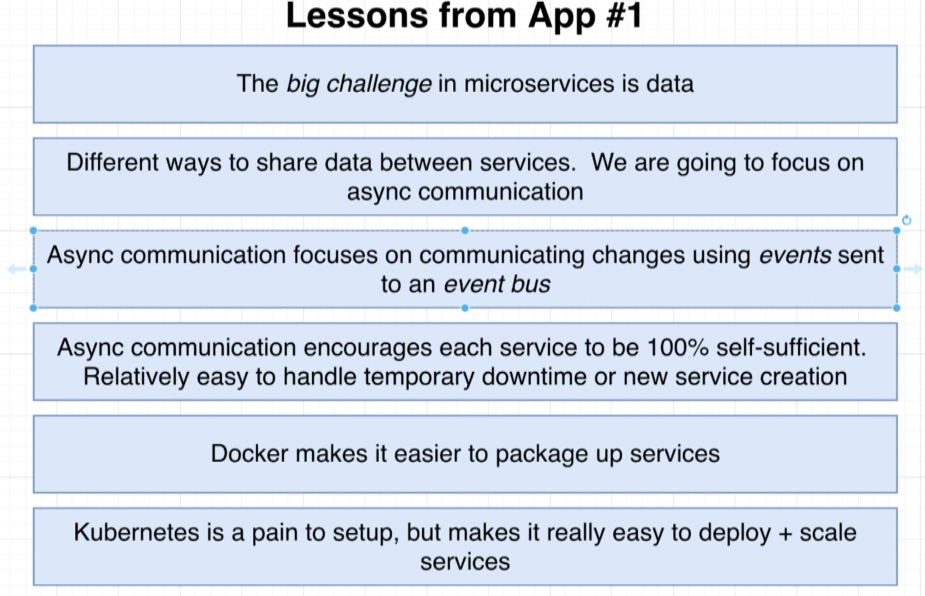 Lessons from App #1
The big challenge in microservices is data
Different ways to share data between services.  We are going to focus on
async communication
Async communication focuses on communicating changes using events sent
to an event bus
Async communication encourages each service to be 100% self-sufficient.
Relatively easy to handle temporary downtime or new service creation
Docker makes it easier to package up services
Kubernetes is a pain to setup, but makes it really easy to deploy + scale
services